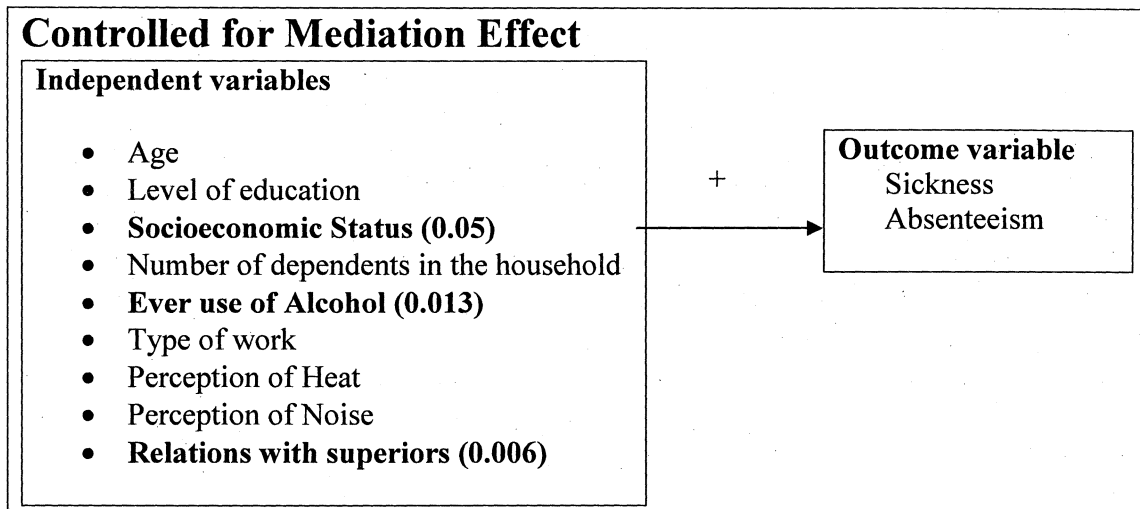 Controlled for Mediation Effect
Independent variables
• Age
• Level of education
• Socioeconomic Status (0.05)
• Number of dependents in the household
• Ever use of Alcohol (0.013)
• Type of work
• Perception of Heat
• Perception of Noise
• Relations with superiors (0.006)
+
Outcome variable
Sickness
Absenteeism